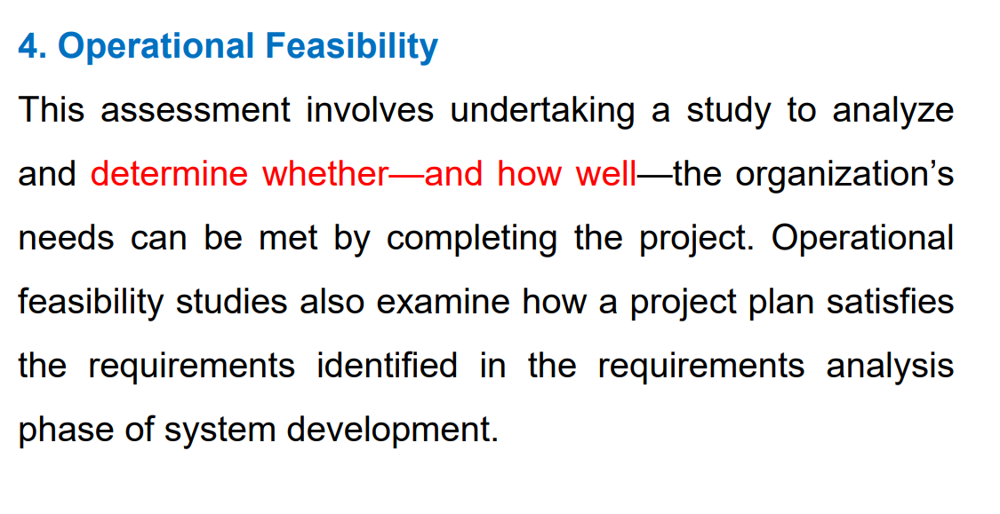 4. Operational Feasibility
This assessment involves undertaking a study to analyze
and determine whether—and how well—the organization’s
needs can be met by completing the project. Operational
feasibility studies also examine how a project plan satisfies
the requirements identified in the requirements analysis
phase of system development.